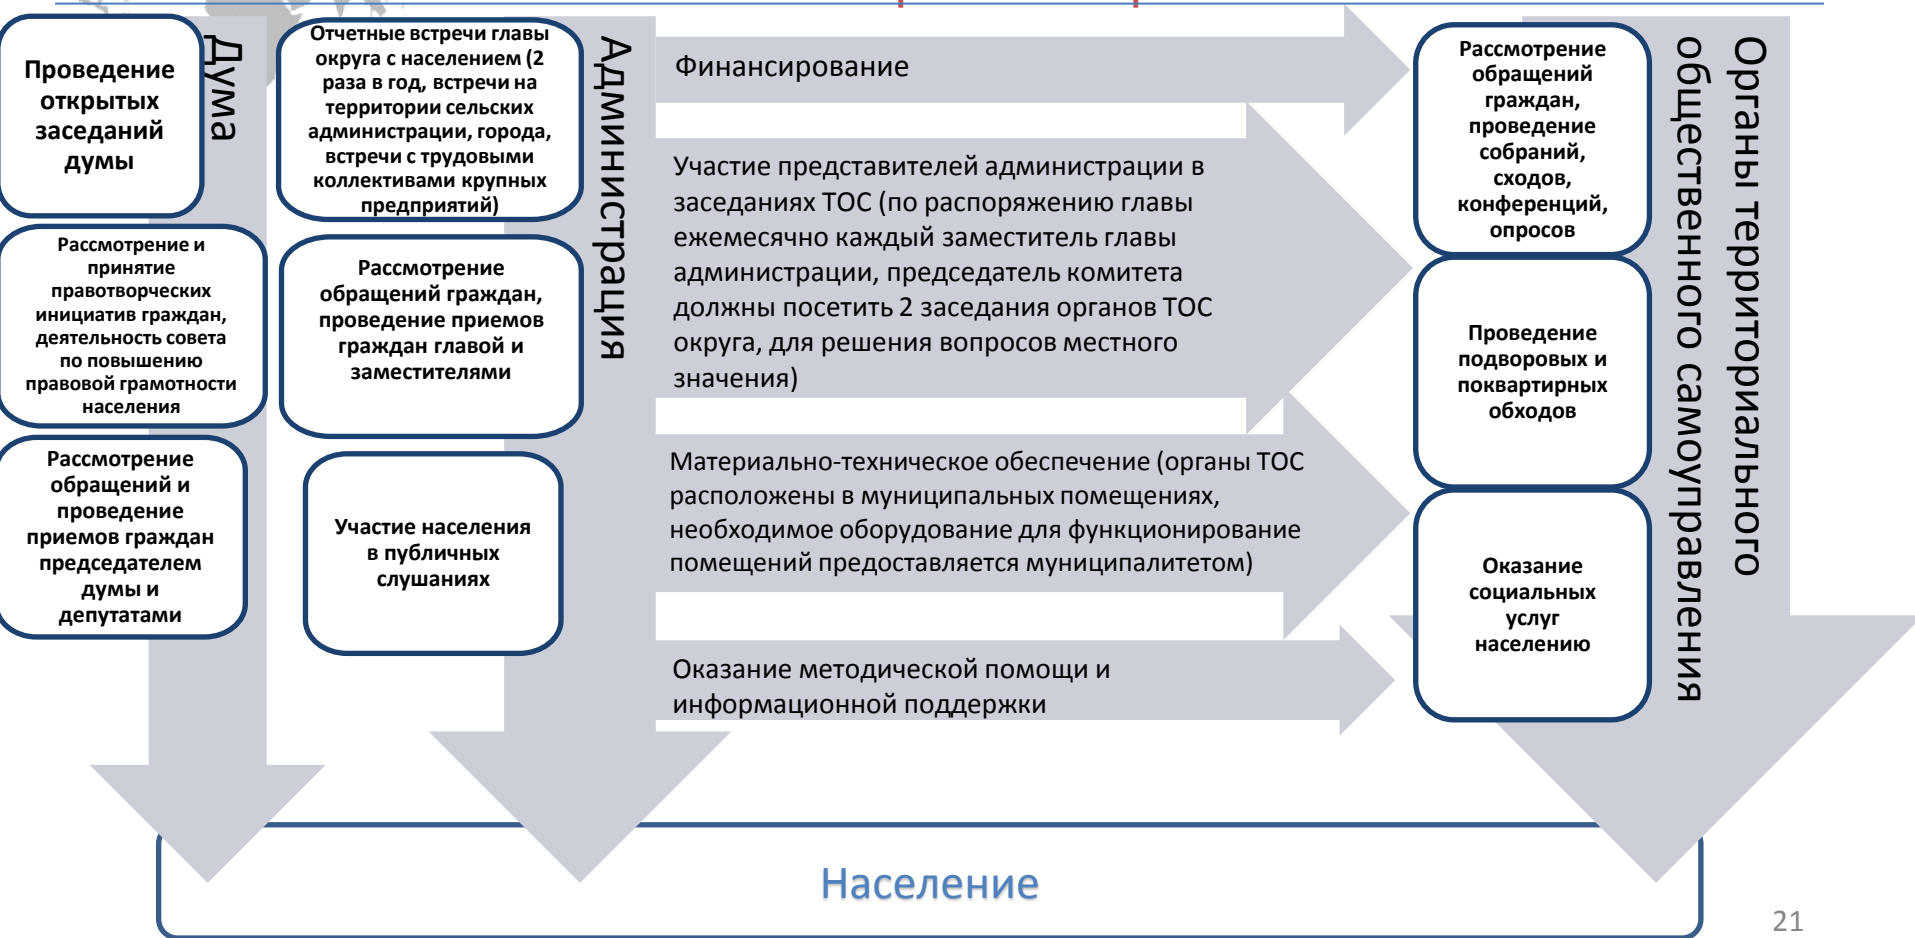 Проведение
открытых
заседаний
думы
Рассмотрение и
принятие
правотворческих
инициатив граждан,
деятельность совета
по повышению
правовой грамотности
населения
Рассмотрение
обращений и
проведение
приемов граждан
председателем
думы и
депутатами
Дума
Отчетные встречи главы
округа с населением (2
раза в год, встречи на
территории сельских
администрации, города,
встречи с трудовыми
коллективами крупных
предприятий)
Рассмотрение
обращений граждан,
проведение приемов
граждан главой и
заместителями
Участие населения
в публичных
слушаниях
Администрация
Финансирование
Участие представителей администрации в
заседаниях ТОС (по распоряжению главы
ежемесячно каждый заместитель главы
администрации, председатель комитета
должны посетить 2 заседания органов ТОС
округа, для решения вопросов местного
значения)
Материально-техническое обеспечение (органы ТОС
расположены в муниципальных помещениях,
необходимое оборудование для функционирование
помещений предоставляется муниципалитетом)
Оказание методической помощи и
информационной поддержки
Рассмотрение
обращений
граждан,
проведение
собраний,
сходов,
конференций,
опросов
Проведение
подворовых и
поквартирных
обходов
Оказание
социальных
услуг
населению
Органы территориального
общественного самоуправления
Население
21